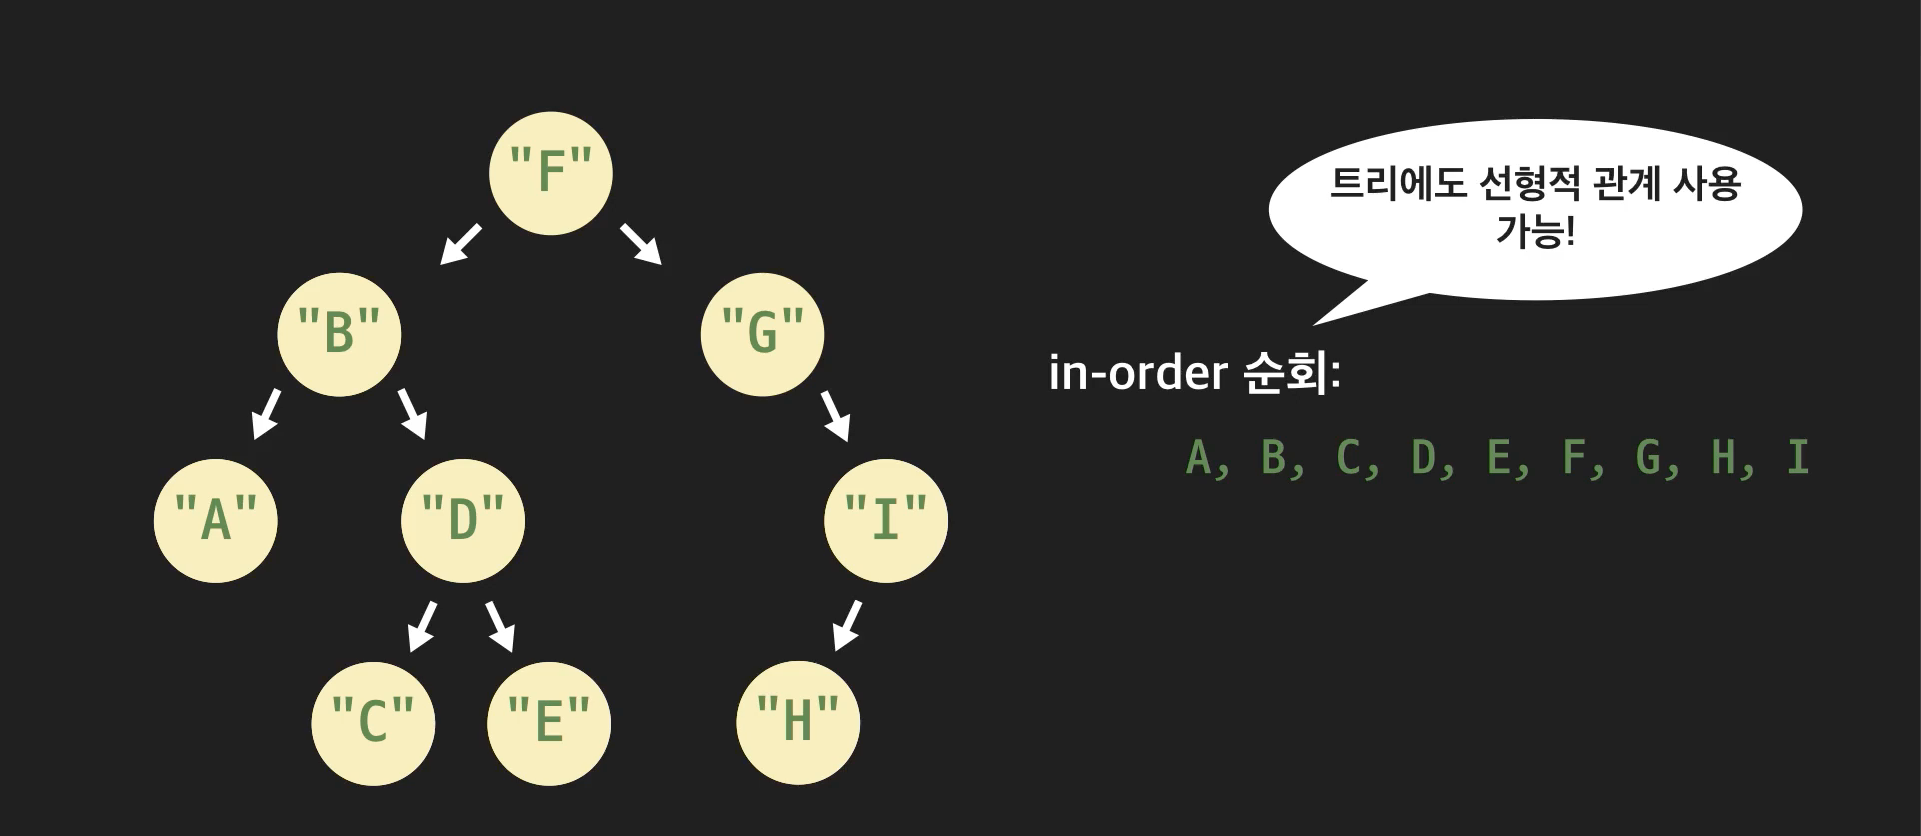 "F"
트리에도 선형적 관계 사용
가능!
"B"
"G"
in-order 순회:
A, B, C, D, E, F, G, H, I
"A"
"D"
"I"
"C"
"E"
"H"